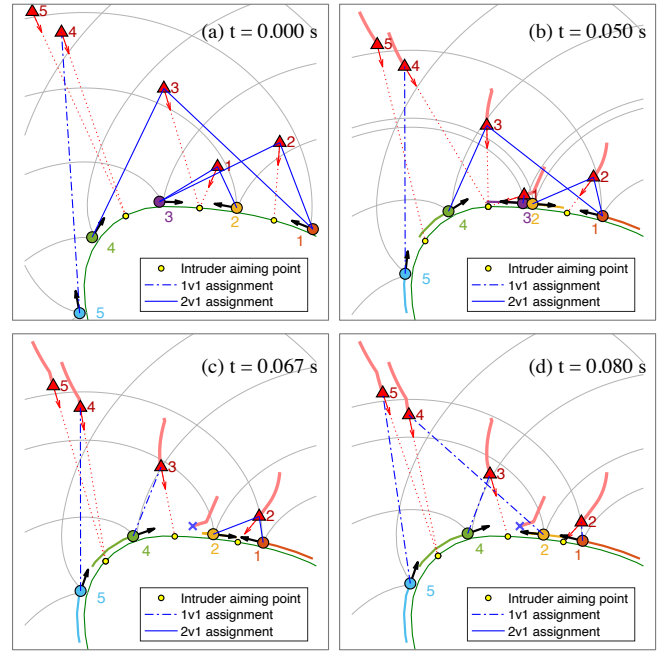 (a) t = 0.000 s
5
4
3
1
2
3
2
1
4
5
Intruder aiming point
1v1 assignment
2v1 assignment
(b) t = 0.050 s
5
4
3
2
1
4
3
2
1
5
Intruder aiming point
1v1 assignment
2v1 assignment
(c) t = 0.067 s
5
4
3
2
4
2
1
5
Intruder aiming point
1v1 assignment
2v1 assignment
(d) t = 0.080 s
5
4
3
2
4
2
1
5
Intruder aiming point
1v1 assignment
2v1 assignment